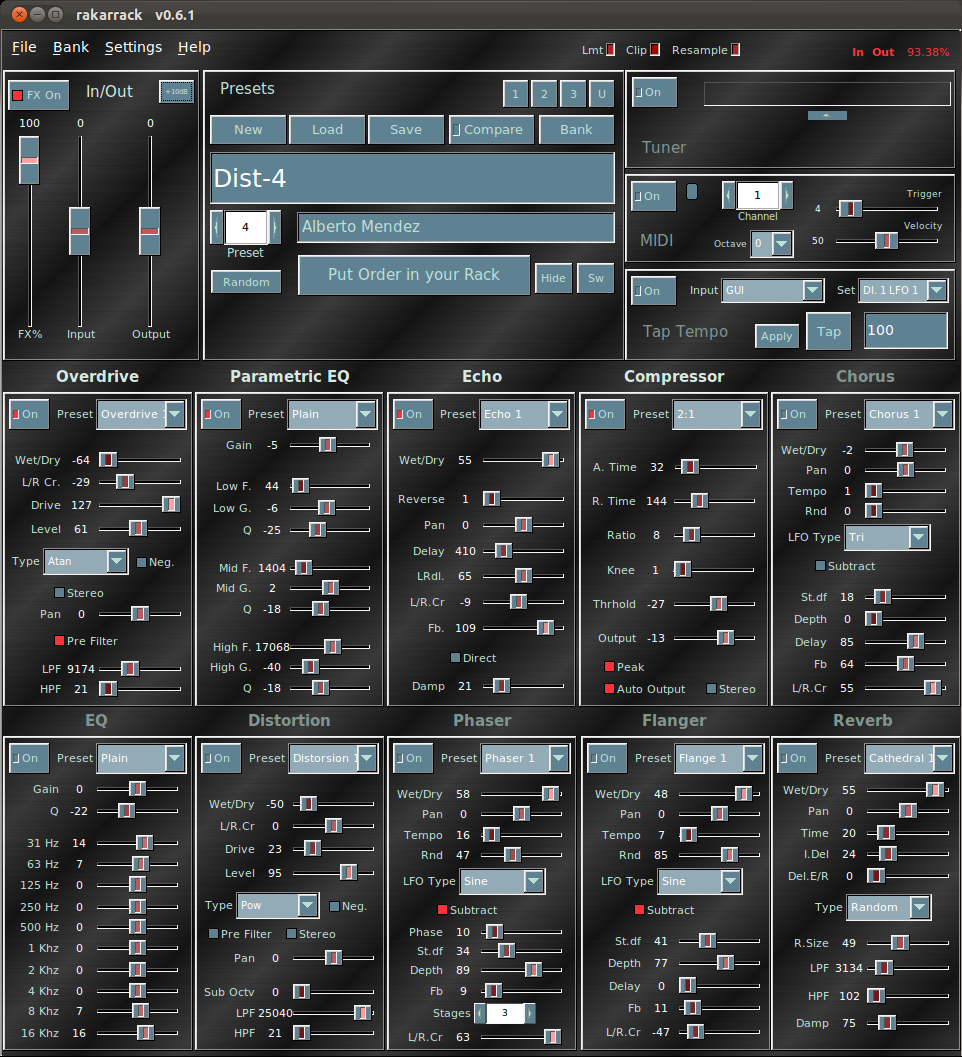 rakarrack v0.6.1
File Bank Settings Help
Lmt Clip Resample In Out 93.38%
FX On In/Out +10dB
100 0 0
FX% Input Output
Presets 1 2 3 U
New Load Save Compare Bank
Dist-4
4 Alberto Mendez
Preset
Random Put Order in your Rack Hide Sw
On
Tuner
On 1 Channel 4 Trigger
MIDI Octave 0 50 Velocity
On Input GUI Set Dl. 1 LFO 1
Tap Tempo Apply Tap 100
Overdrive
On Preset Overdrive 1
Wet/Dry -64
L/R Cr. -29
Drive 127
Level 61
Type Atan Neg.
Stereo
Pan 0
Pre Filter
LPF 9174
HPF 21
Parametric EQ
On Preset Plain
Gain -5
Low F. 44
Low G. -6
Q -25
Mid F. 1404
Mid G. 2
Q -18
High F. 17068
High G. -40
Q -18
Echo
On Preset Echo 1
Wet/Dry 55
Reverse 1
Pan 0
Delay 410
LRdl. 65
L/R.Cr -9
Fb. 109
Direct
Damp 21
Compressor
On Preset 2:1
A. Time 32
R. Time 144
Ratio 8
Knee 1
Thrhold -27
Output -13
Peak
Auto Output Stereo
Chorus
On Preset Chorus 1
Wet/Dry -2
Pan 0
Tempo 1
Rnd 0
LFO Type Tri
Subtract
St.df 18
Depth 0
Delay 85
Fb 64
L/R.Cr 55
EQ
On Preset Plain
Gain 0
Q -22
31 Hz 14
63 Hz 7
125 Hz 0
250 Hz 0
500 Hz 0
1 Khz 0
2 Khz 0
4 Khz 0
8 Khz 7
16 Khz 16
Distortion
On Preset Distorsion 1
Wet/Dry -50
L/R.Cr 0
Drive 23
Level 95
Type Pow Neg.
Pre Filter Stereo
Pan 0
Sub Octv 0
LPF 25040
HPF 21
Phaser
On Preset Phaser 1
Wet/Dry 58
Pan 0
Tempo 16
Rnd 47
LFO Type Sine
Subtract
Phase 10
St.df 34
Depth 89
Fb 9
Stages 3
L/R.Cr 63
Flanger
On Preset Flange 1
Wet/Dry 48
Pan 0
Tempo 7
Rnd 85
LFO Type Sine
Subtract
St.df 41
Depth 77
Delay 0
Fb 11
L/R.Cr -47
Reverb
On Preset Cathedral 1
Wet/Dry 55
Pan 0
Time 20
I.Del 24
Del.E/R 0
Type Random
R.Size 49
LPF 3134
HPF 102
Damp 75